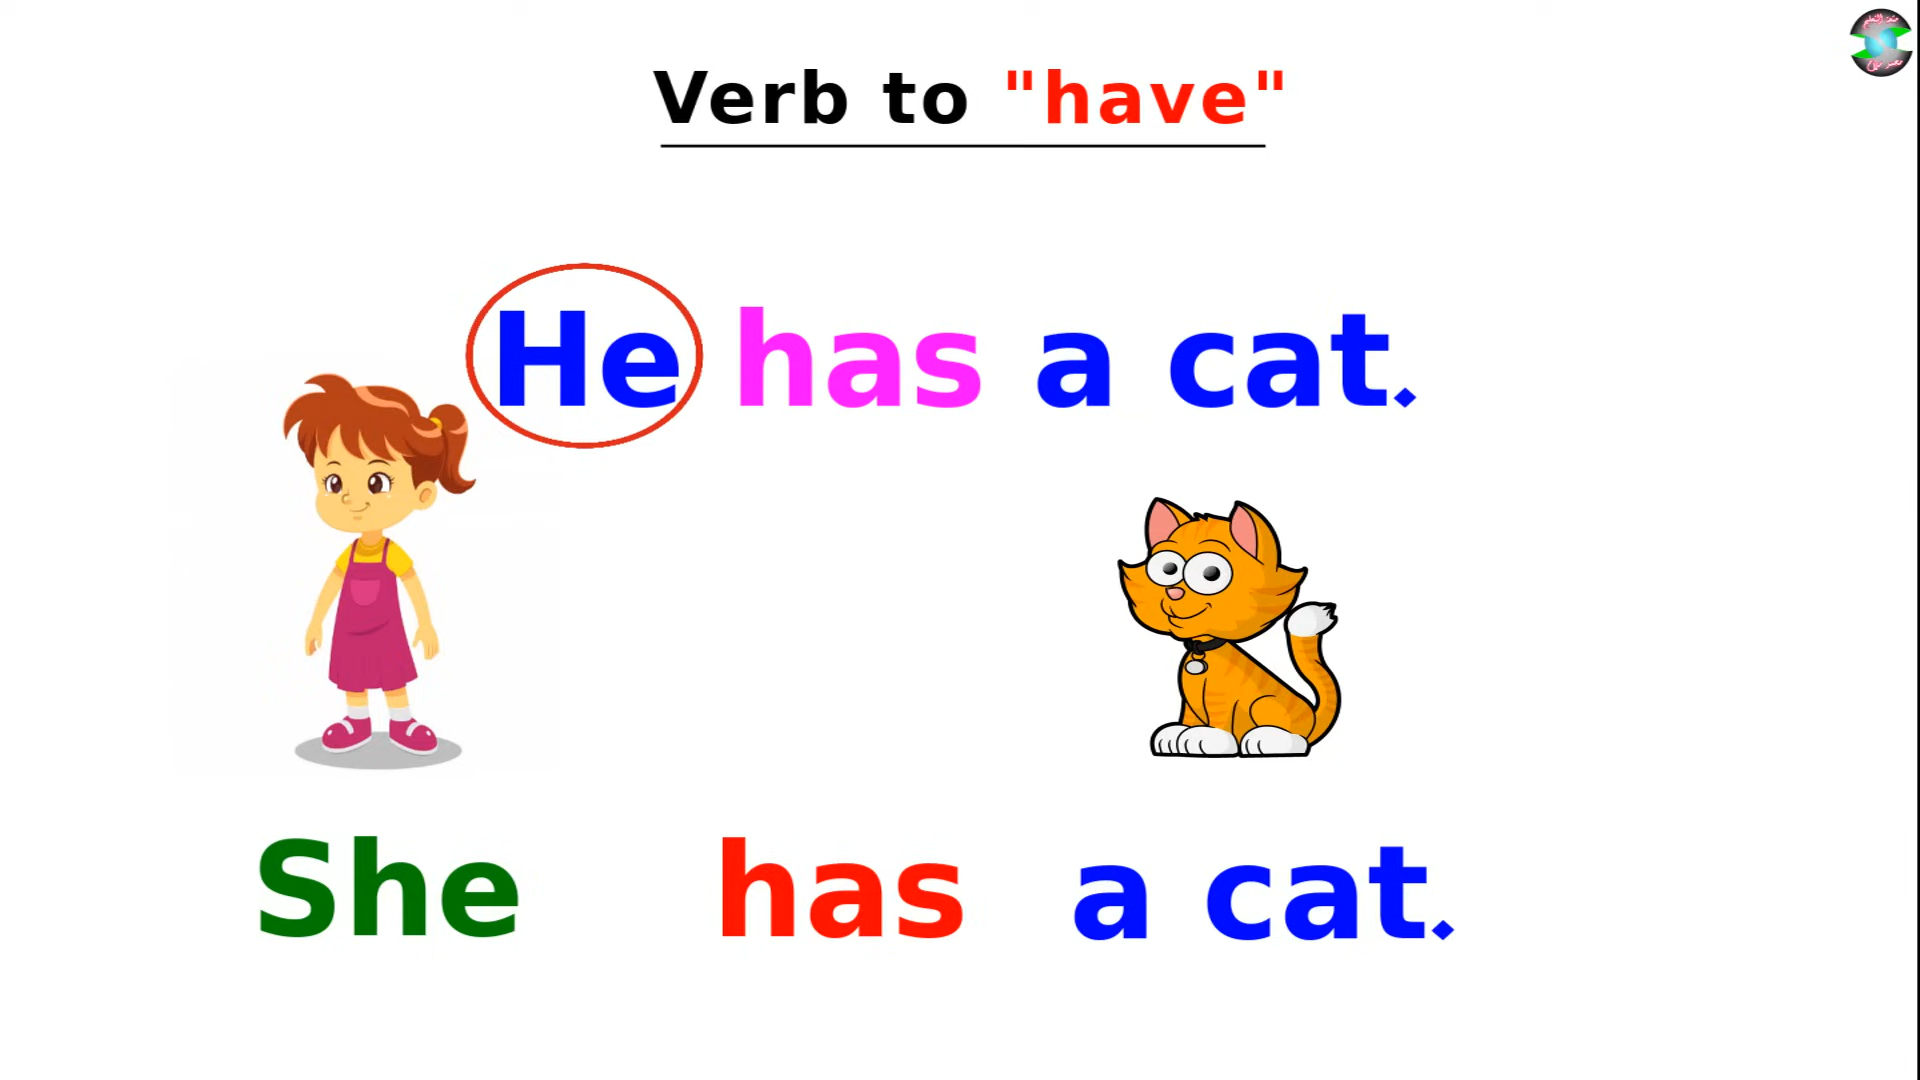 Verb to "have"
He has a cat.
She has a cat.